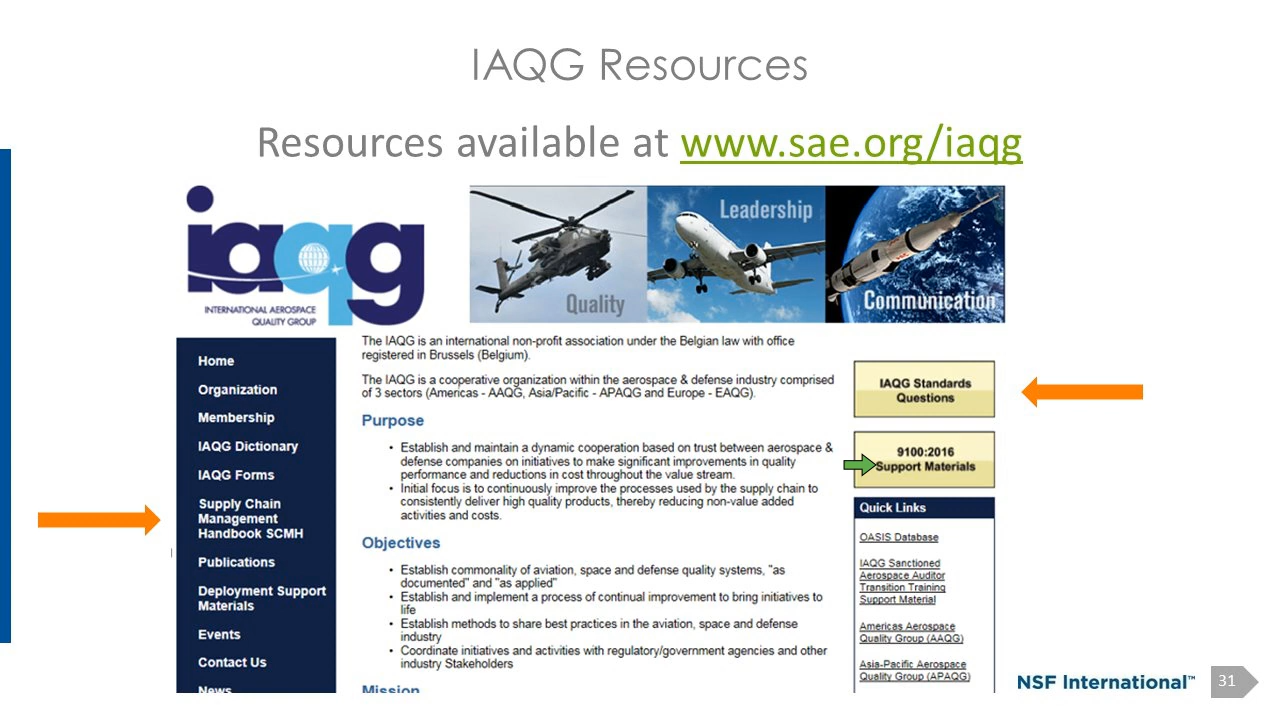 IAQG Resources
Resources available at www.sae.org/iaqg
iaqg
INTERNATIONAL AEROSPACE
QUALITY GROUP
Quality
Leadership
Communication
Home
Organization
Membership
IAQG Dictionary
IAQG Forms
Supply Chain
Management
Handbook SCMH
Publications
Deployment Support
Materials
Events
Contact Us
News
The IAQG is an international non-profit association under the Belgian law with office
registered in Brussels (Belgium).
The IAQG is a cooperative organization within the aerospace & defense industry comprised
of 3 sectors (Americas - AAQG, Asia/Pacific - APAQG and Europe - EAQG).
Purpose
• Establish and maintain a dynamic cooperation based on trust between aerospace &
defense companies on initiatives to make significant improvements in quality
performance and reductions in cost throughout the value stream.
• Initial focus is to continuously improve the processes used by the supply chain to
consistently deliver high quality products, thereby reducing non-value added
activities and costs.
Objectives
• Establish commonality of aviation, space and defense quality systems, "as
documented" and "as applied"
• Establish and implement a process of continual improvement to bring initiatives to
life
• Establish methods to share best practices in the aviation, space and defense
industry
• Coordinate initiatives and activities with regulatory/government agencies and other
industry Stakeholders
Mission
IAQG Standards
Questions
9100:2016
Support Materials
Quick Links
OASIS Database
IAQG Sanctioned
Aerospace Auditor
Transition Training
Support Material
Americas Aerospace
Quality Group (AAQG)
Asia-Pacific Aerospace
Quality Group (APAQG)
NSF International™
31